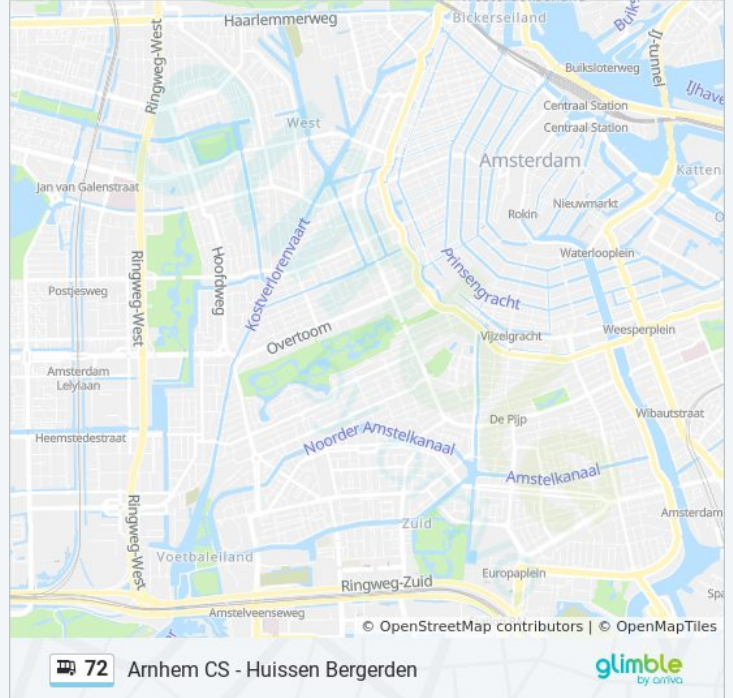 Haarlemmerweg
Bickerseiland
Ringweg-West
IJ-tunnel
Buiksloterweg
IJhave
Centraal Station
Centraal Station
West
Amsterdam
Katten
Jan van Galenstraat
Nieuwmarkt
Rokin
Waterlooplein
Kostverlorenvaart
Hoofdweg
Prinsengracht
Postjesweg
Ringweg-West
Overtoom
Vijzelgracht
Weesperplein
Amsterdam
Lelylaan
Wibautstraat
De Pijp
Heemstedestraat
Noorder Amstelkanaal
Amstelkanaal
Ringweg-West
Amsterdam
Zuid
Voetbaleiland
Europaplein
Ringweg-Zuid
Spa
Amstelveenseweg
© OpenStreetMap contributors | © OpenMapTiles
72 Arnhem CS - Huissen Bergerden
glimble
by arriva